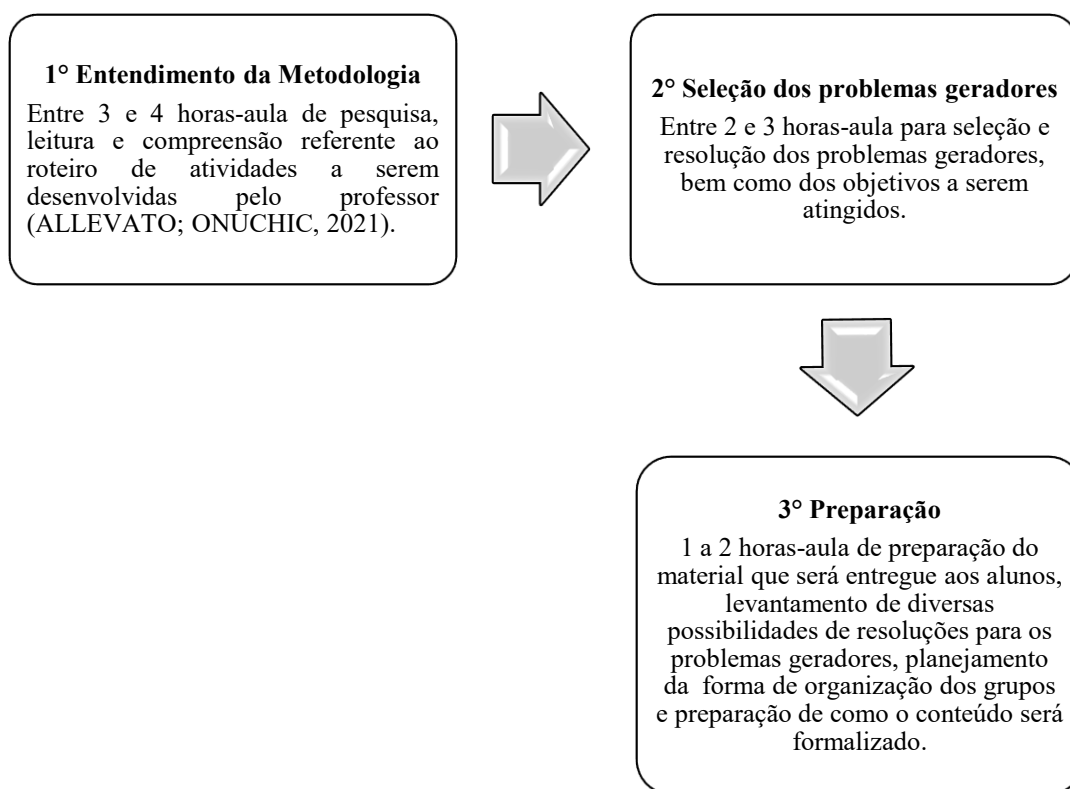 1° Entendimento da Metodologia
Entre 3 e 4 horas-aula de pesquisa,
leitura e compreensão referente ao
roteiro de atividades a serem
desenvolvidas pelo professor
(ALLEVATO; ONUCHIC, 2021).
2° Seleção dos problemas geradores
Entre 2 e 3 horas-aula para seleção e
resolução dos problemas geradores,
bem como dos objetivos a serem
atingidos.
3° Preparação
1 a 2 horas-aula de preparação do
material que será entregue aos alunos,
levantamento de diversas
possibilidades de resoluções para os
problemas geradores, planejamento
da forma de organização dos grupos
e preparação de como o conteúdo será
formalizado.